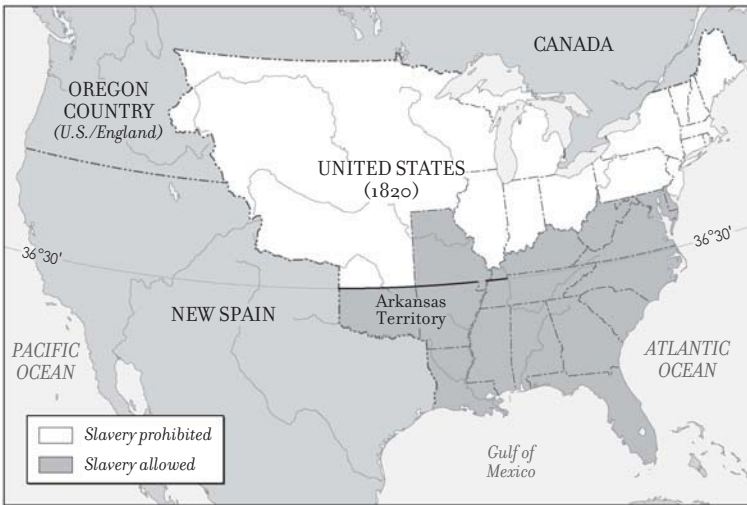 CANADA
OREGON
COUNTRY
(U.S./England)
UNITED STATES
(1820)
36°30'
36°30'
NEW SPAIN
Arkansas
Territory
PACIFIC
OCEAN
ATLANTIC
OCEAN
Slavery prohibited
Slavery allowed
Gulf of
Mexico